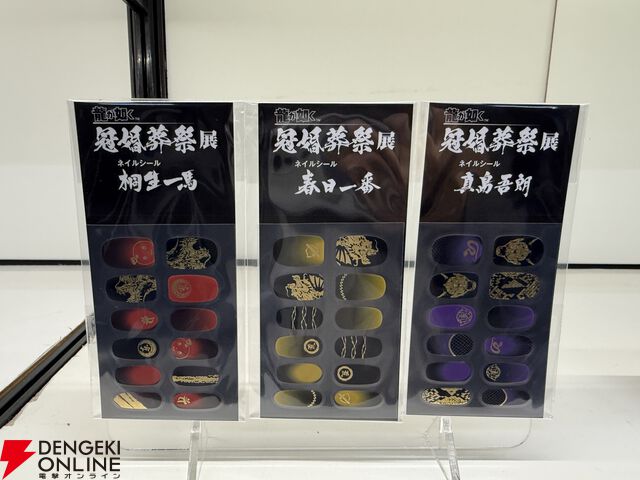 龍が如く
冠婚葬祭展
ネイルシール
桐生一馬
龍が如く
冠婚葬祭展
ネイルシール
春日一番
龍が如く
冠婚葬祭展
ネイルシール
真島吾朗
DENGEKI
ONLINE
電撃オンライン